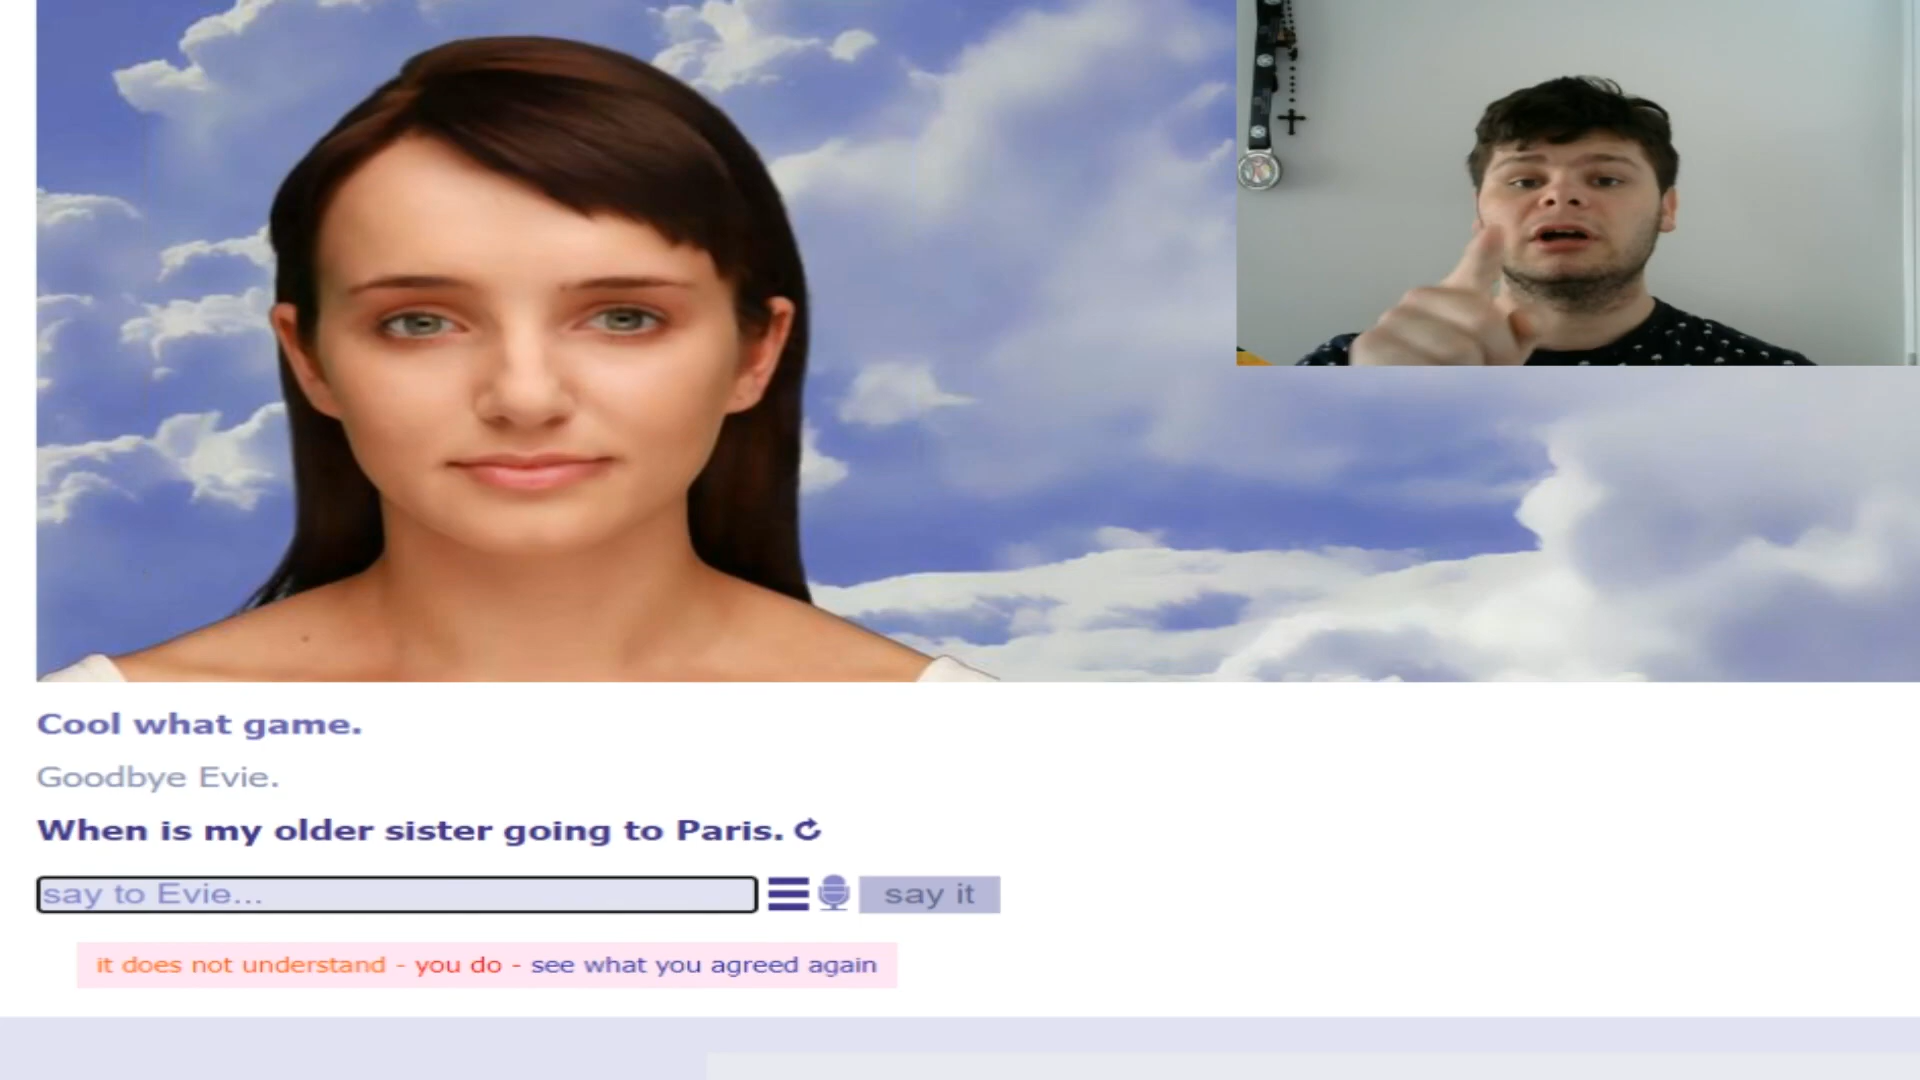 Cool what game.
Goodbye Evie.
When is my older sister going to Paris.
say to Evie... say it
it does not understand - you do - see what you agreed again